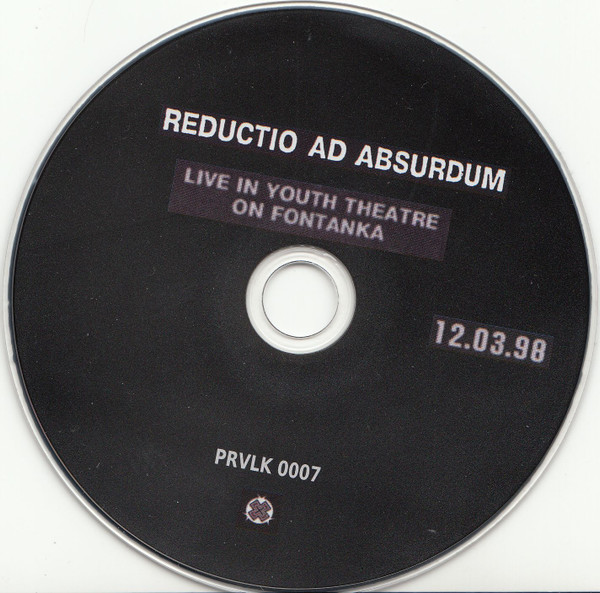 REDUCTIO AD ABSURDUM
LIVE IN YOUTH THEATRE
ON FONTANKA
12.03.98
PRVLK 0007